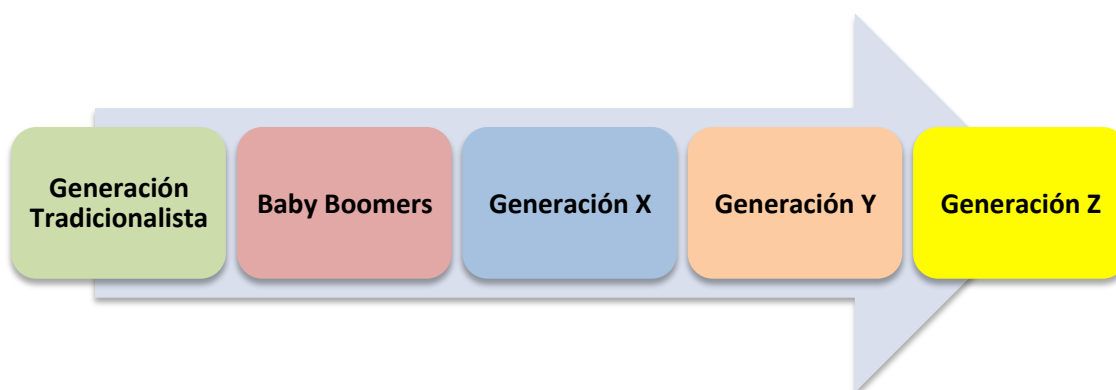 Generación
Tradicionalista
Baby Boomers
Generación X
Generación Y
Generación Z